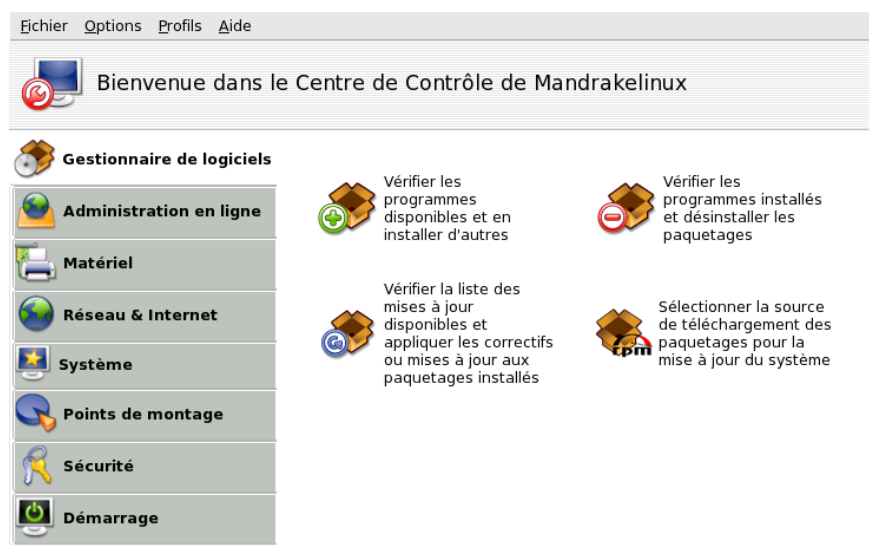 Fichier Options Profils Aide
Bienvenue dans le Centre de Contrôle de Mandrakelinux
Gestionnaire de logiciels
Administration en ligne
Matériel
Réseau & Internet
Système
Points de montage
Sécurité
Démarrage
Vérifier les
programmes
disponibles et en
installer d'autres
Vérifier les
programmes installés
et désinstaller les
paquetages
Vérifier la liste des
mises à jour
disponibles et
appliquer les correctifs
ou mises à jour aux
paquetages installés
rpm
Sélectionner la source
de téléchargement des
paquetages pour la
mise à jour du système